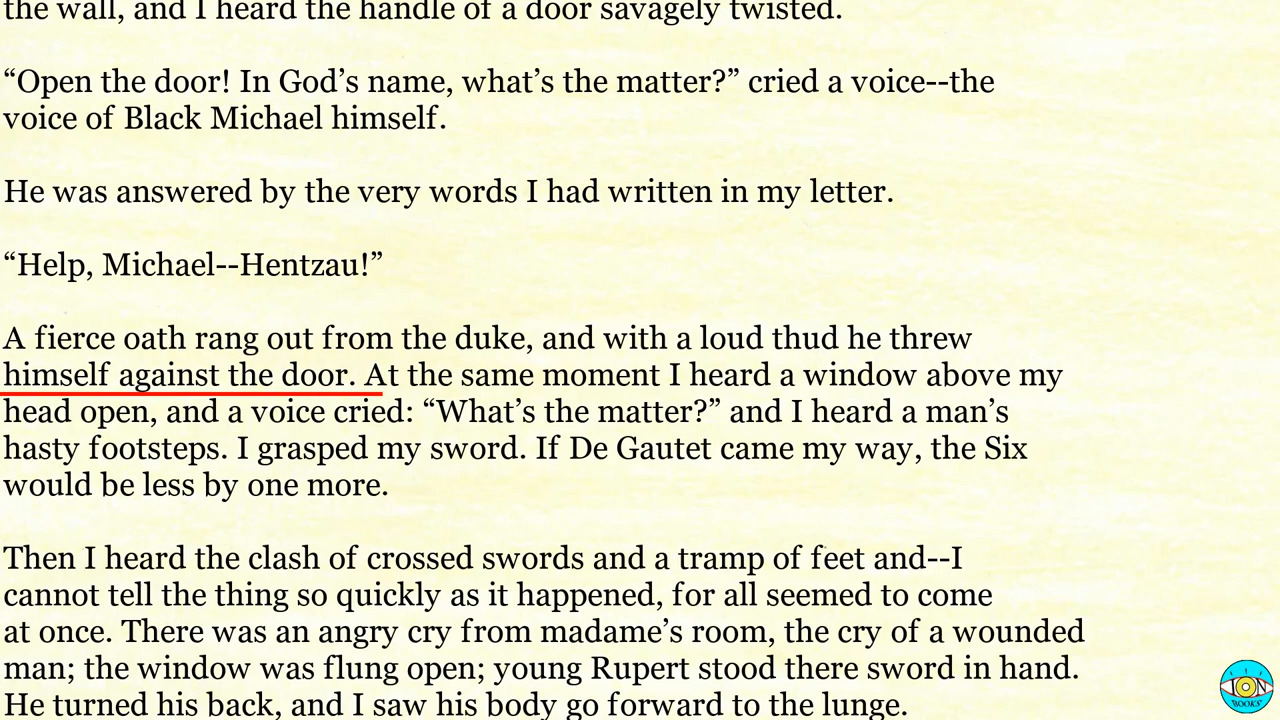 the wall, and I heard the handle of a door savagely twisted.
“Open the door! In God’s name, what’s the matter?” cried a voice--the
voice of Black Michael himself.
He was answered by the very words I had written in my letter.
“Help, Michael--Hentzau!”
A fierce oath rang out from the duke, and with a loud thud he threw
himself against the door. At the same moment I heard a window above my
head open, and a voice cried: “What’s the matter?” and I heard a man’s
hasty footsteps. I grasped my sword. If De Gautet came my way, the Six
would be less by one more.
Then I heard the clash of crossed swords and a tramp of feet and--I
cannot tell the thing so quickly as it happened, for all seemed to come
at once. There was an angry cry from madame’s room, the cry of a wounded
man; the window was flung open; young Rupert stood there sword in hand.
He turned his back, and I saw his body go forward to the lunge.
ION
BOOKS